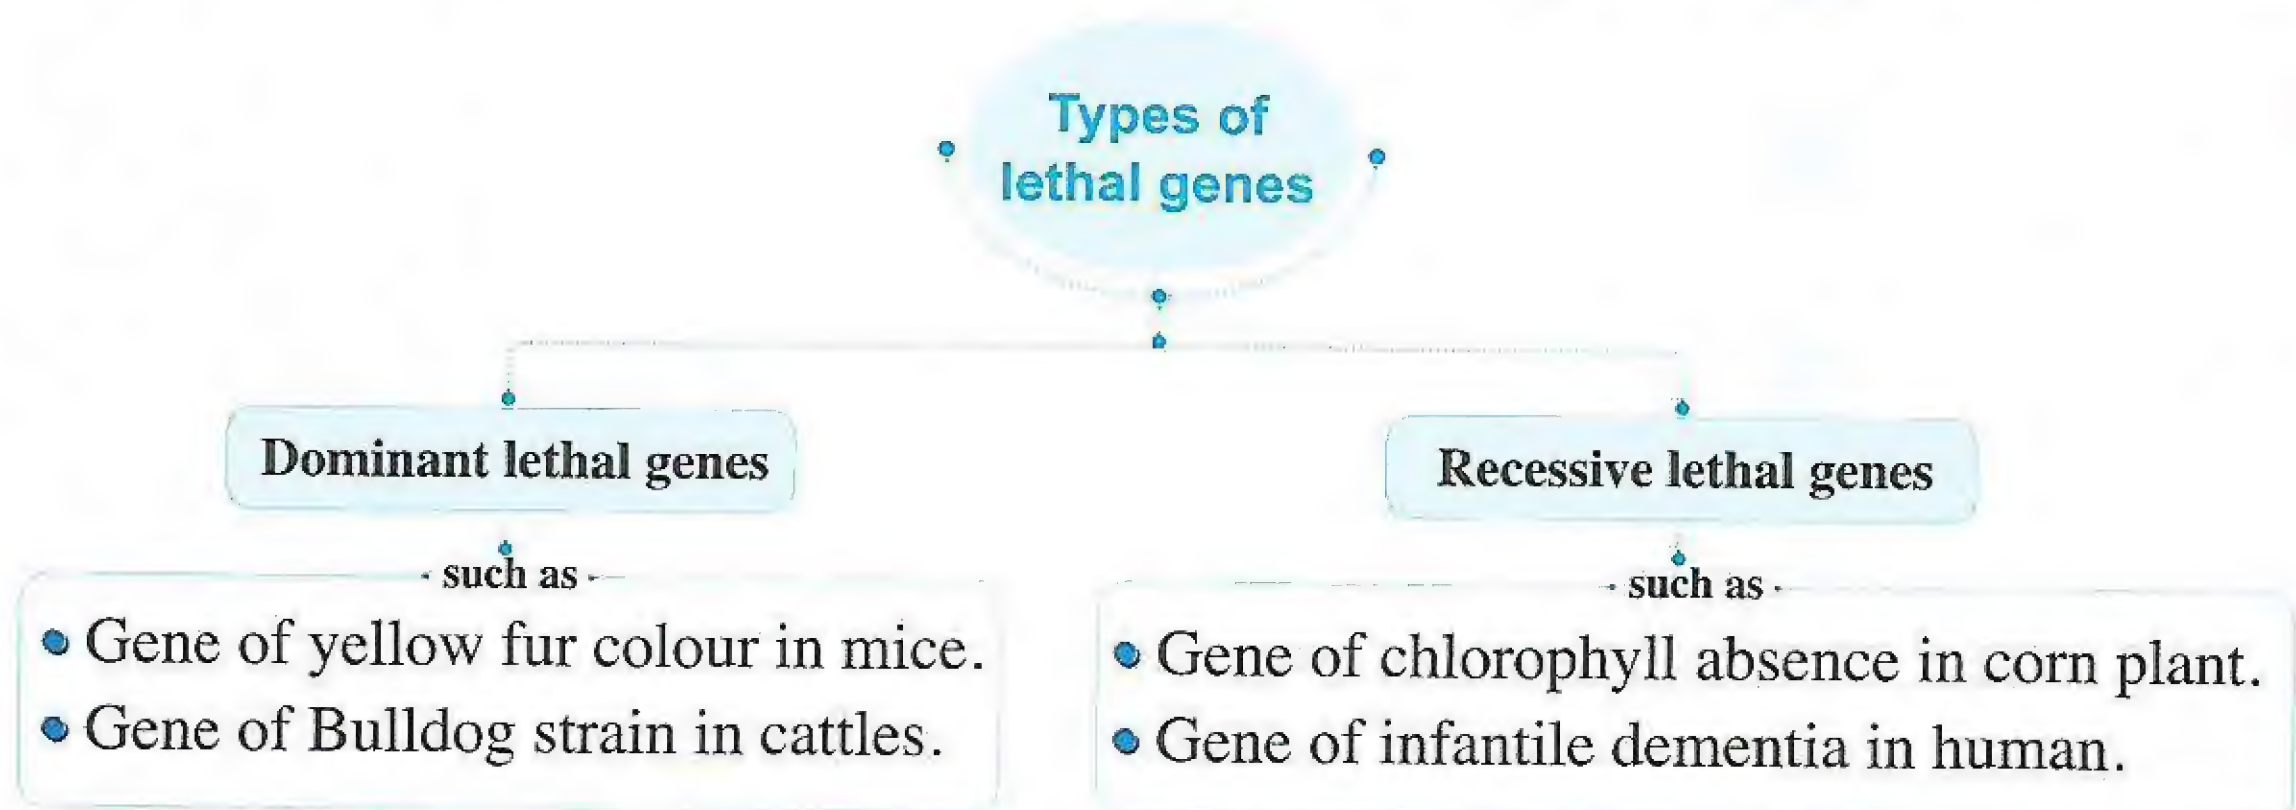 Types of
lethal genes
Dominant lethal genes
Recessive lethal genes
such as
• Gene of yellow fur colour in mice.
• Gene of Bulldog strain in cattles.
such as
• Gene of chlorophyll absence in corn plant.
• Gene of infantile dementia in human.